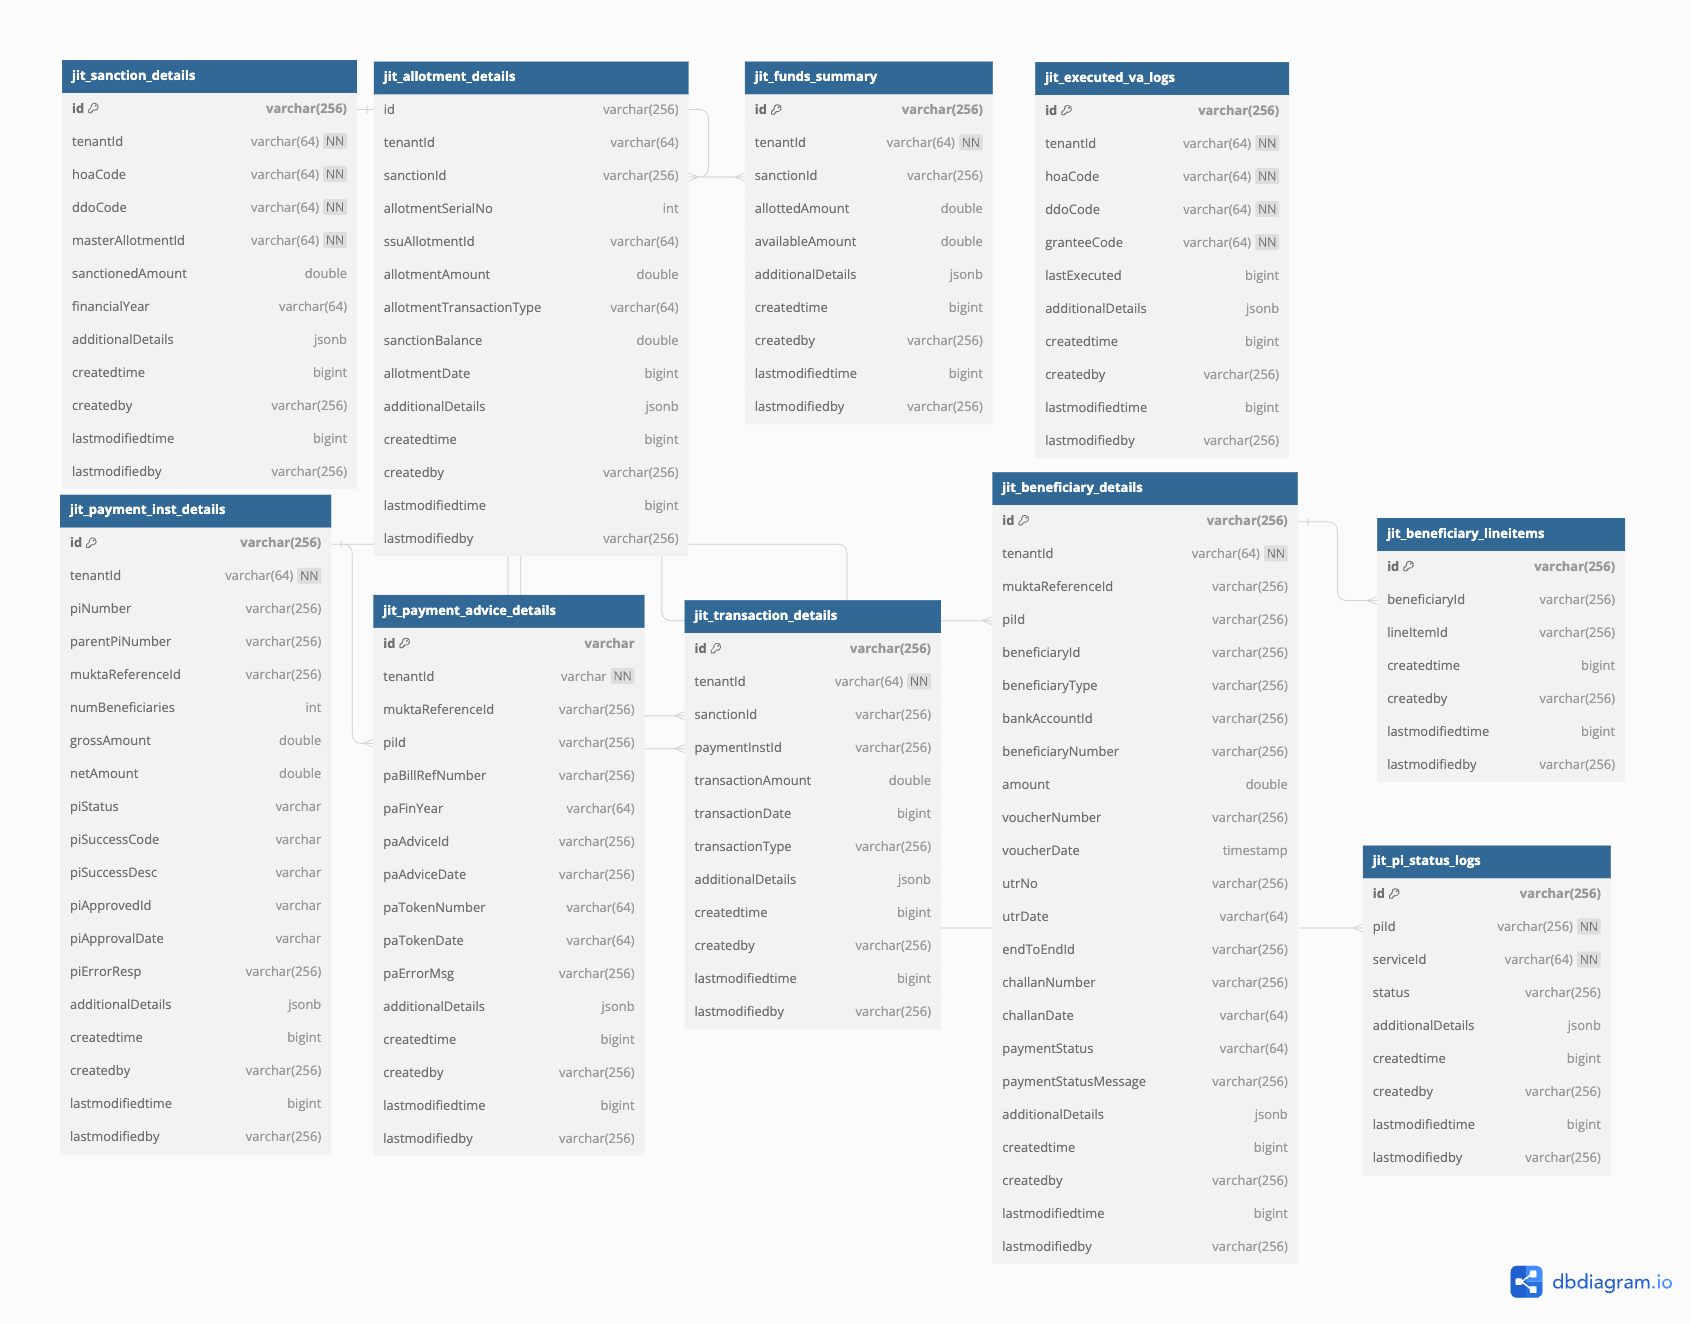 jit_sanction_details
id varchar(256)
tenantId varchar(64) NN
hoaCode varchar(64) NN
ddoCode varchar(64) NN
masterAllotmentId varchar(64) NN
sanctionedAmount double
financialYear varchar(64)
additionalDetails jsonb
createdtime bigint
createdby varchar(256)
lastmodifiedtime bigint
lastmodifiedby varchar(256)
jit_allotment_details
id varchar(256)
tenantId varchar(64)
sanctionId varchar(256)
allotmentSerialNo int
ssuAllotmentId varchar(64)
allotmentAmount double
allotmentTransactionType varchar(64)
sanctionBalance double
allotmentDate bigint
additionalDetails jsonb
createdtime bigint
createdby varchar(256)
lastmodifiedtime bigint
lastmodifiedby varchar(256)
jit_funds_summary
id varchar(256)
tenantId varchar(64) NN
sanctionId varchar(256)
allottedAmount double
availableAmount double
additionalDetails jsonb
createdtime bigint
createdby varchar(256)
lastmodifiedtime bigint
lastmodifiedby varchar(256)
jit_executed_va_logs
id varchar(256)
tenantId varchar(64) NN
hoaCode varchar(64) NN
ddoCode varchar(64) NN
granteeCode varchar(64) NN
lastExecuted bigint
additionalDetails jsonb
createdtime bigint
createdby varchar(256)
lastmodifiedtime bigint
lastmodifiedby varchar(256)
jit_payment_inst_details
id varchar(256)
tenantId varchar(64) NN
piNumber varchar(256)
parentPiNumber varchar(256)
muktaReferenceId varchar(256)
numBeneficiaries int
grossAmount double
netAmount double
piStatus varchar
piSuccessCode varchar
piSuccessDesc varchar
piApprovedId varchar
piApprovalDate varchar
piErrorResp varchar(256)
additionalDetails jsonb
createdtime bigint
createdby varchar(256)
lastmodifiedtime bigint
lastmodifiedby varchar(256)
jit_payment_advice_details
id varchar
tenantId varchar NN
muktaReferenceId varchar(256)
piId varchar(256)
paBillRefNumber varchar(256)
paFinYear varchar(64)
paAdviceId varchar(256)
paAdviceDate varchar(256)
paTokenNumber varchar(64)
paTokenDate varchar(64)
paErrorMsg varchar(256)
additionalDetails jsonb
createdtime bigint
createdby varchar(256)
lastmodifiedtime bigint
lastmodifiedby varchar(256)
jit_transaction_details
id varchar(256)
tenantId varchar(64) NN
sanctionId varchar(256)
paymentInstId varchar(256)
transactionAmount double
transactionDate bigint
transactionType varchar(256)
additionalDetails jsonb
createdtime bigint
createdby varchar(256)
lastmodifiedtime bigint
lastmodifiedby varchar(256)
jit_beneficiary_details
id varchar(256)
tenantId varchar(64) NN
muktaReferenceId varchar(256)
piId varchar(256)
beneficiaryId varchar(256)
beneficiaryType varchar(256)
bankAccountId varchar(256)
beneficiaryNumber varchar(256)
amount double
voucherNumber varchar(256)
voucherDate timestamp
utrNo varchar(256)
utrDate varchar(64)
endToEndId varchar(256)
challanNumber varchar(256)
challanDate varchar(64)
paymentStatus varchar(64)
paymentStatusMessage varchar(256)
additionalDetails jsonb
createdtime bigint
createdby varchar(256)
lastmodifiedtime bigint
lastmodifiedby varchar(256)
jit_beneficiary_lineitems
id varchar(256)
beneficiaryId varchar(256)
lineItemId varchar(256)
createdtime bigint
createdby varchar(256)
lastmodifiedtime bigint
lastmodifiedby varchar(256)
jit_pi_status_logs
id varchar(256)
piId varchar(256) NN
serviceId varchar(64) NN
status varchar(256)
additionalDetails jsonb
createdtime bigint
createdby varchar(256)
lastmodifiedtime bigint
lastmodifiedby varchar(256)
dbdiagram.io